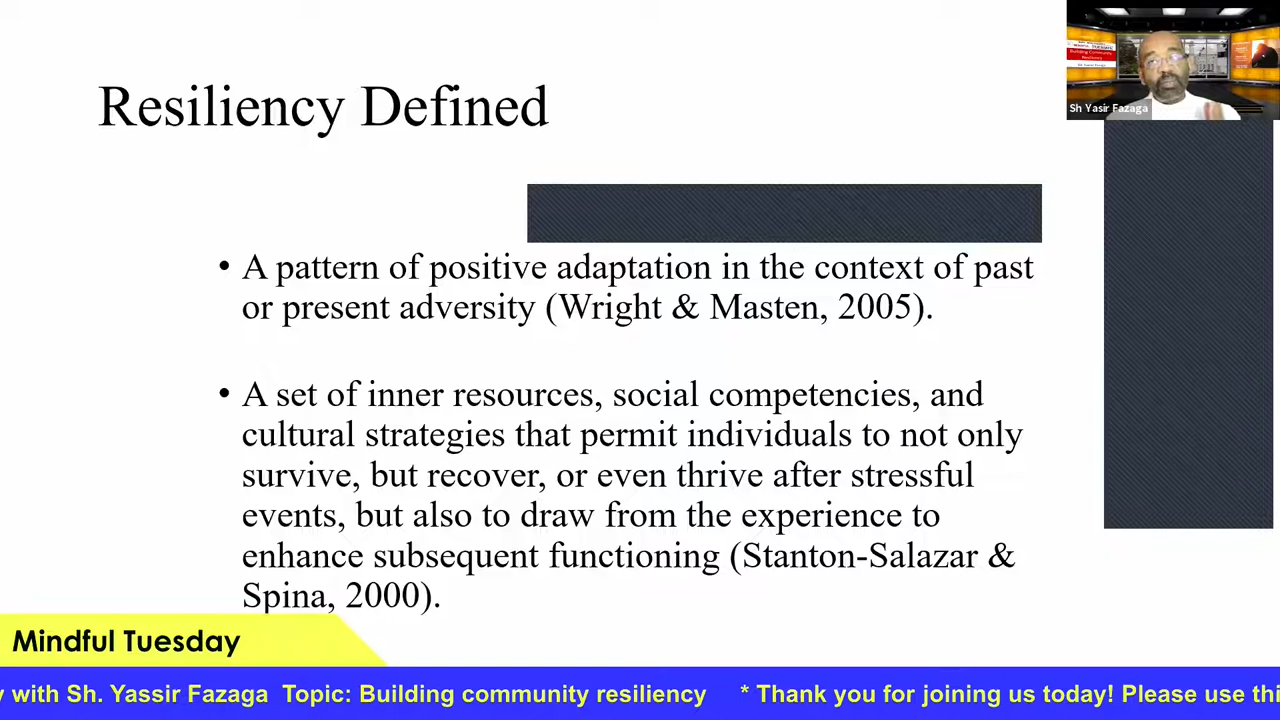 Resiliency Defined
• A pattern of positive adaptation in the context of past
or present adversity (Wright & Masten, 2005).
• A set of inner resources, social competencies, and
cultural strategies that permit individuals to not only
survive, but recover, or even thrive after stressful
events, but also to draw from the experience to
enhance subsequent functioning (Stanton-Salazar &
Spina, 2000).
TUESDAYS
Building Community
Resiliency
Sh Yasir Fazaga
Mindful Tuesday
y with Sh. Yassir Fazaga Topic: Building community resiliency * Thank you for joining us today! Please use thi